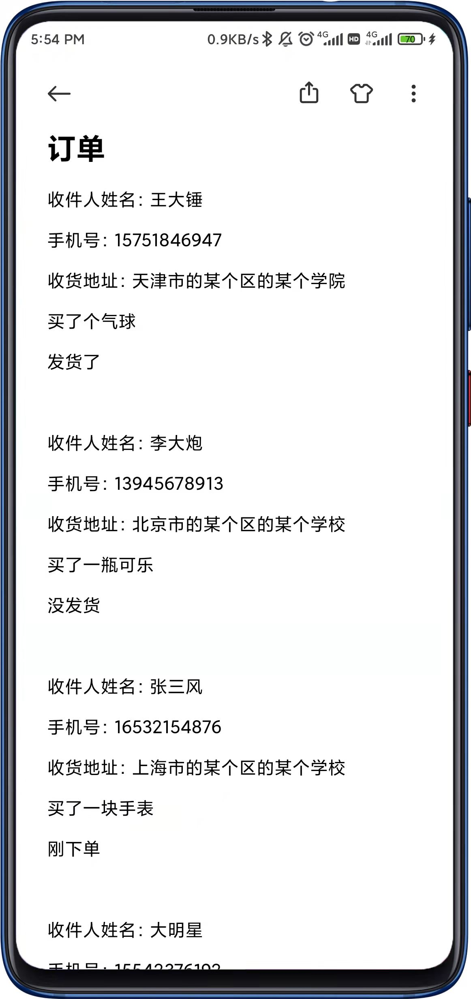 5:54 PM 0.9KB/s 4G HD 4G 70
订单
收件人姓名：王大锤
手机号：15751846947
收货地址：天津市的某个区的某个学院
买了个气球
发货了
收件人姓名：李大炮
手机号：13945678913
收货地址：北京市的某个区的某个学校
买了一瓶可乐
没发货
收件人姓名：张三风
手机号：16532154876
收货地址：上海市的某个区的某个学校
买了一块手表
刚下单
收件人姓名：大明星
手机号：